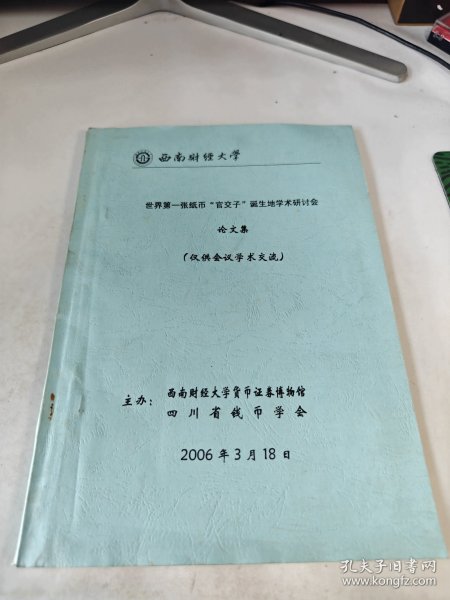 西南财经大学
世界第一张纸币“官交子”诞生地学术研讨会
论文集
（仅供会议学术交流）
主办：
西南财经大学货币证券博物馆
四川省钱币学会
2006年3月18日
孔夫子旧书网
www.kongfz.com